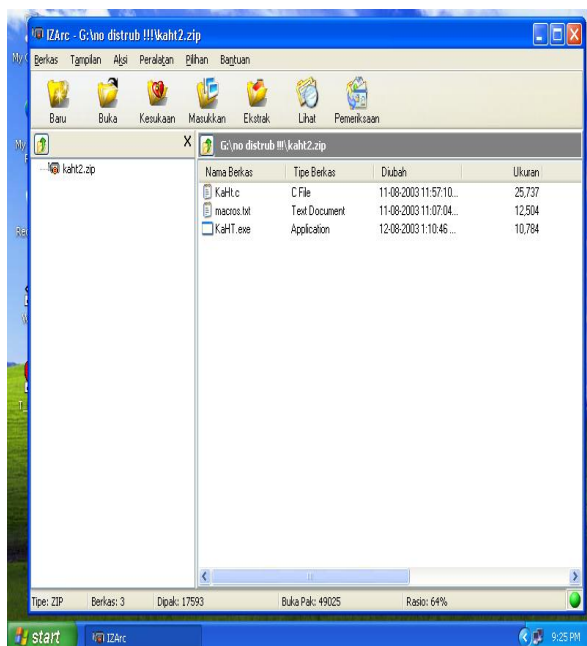 IZArc - G:\no distrub !!!\kaht2.zip
Berkas Tampilan Aksi Peralatan Pilihan Bantuan
Baru Buka Kesukaan Masukkan Ekstrak Lihat Pemeriksaan
X G:\no distrub !!!\kaht2.zip
kaht2.zip
Nama Berkas Tipe Berkas Diubah Ukuran
KaHt.c C File 11-08-2003 11:57:10... 25,737
macros.txt Text Document 11-08-2003 11:07:04... 12,504
KaHT.exe Application 12-08-2003 1:10:46 ... 10,784
Tipe: ZIP Berkas: 3 Dipak: 17593 Buka Pak: 49025 Rasio: 64%
start IZArc 9:25 PM